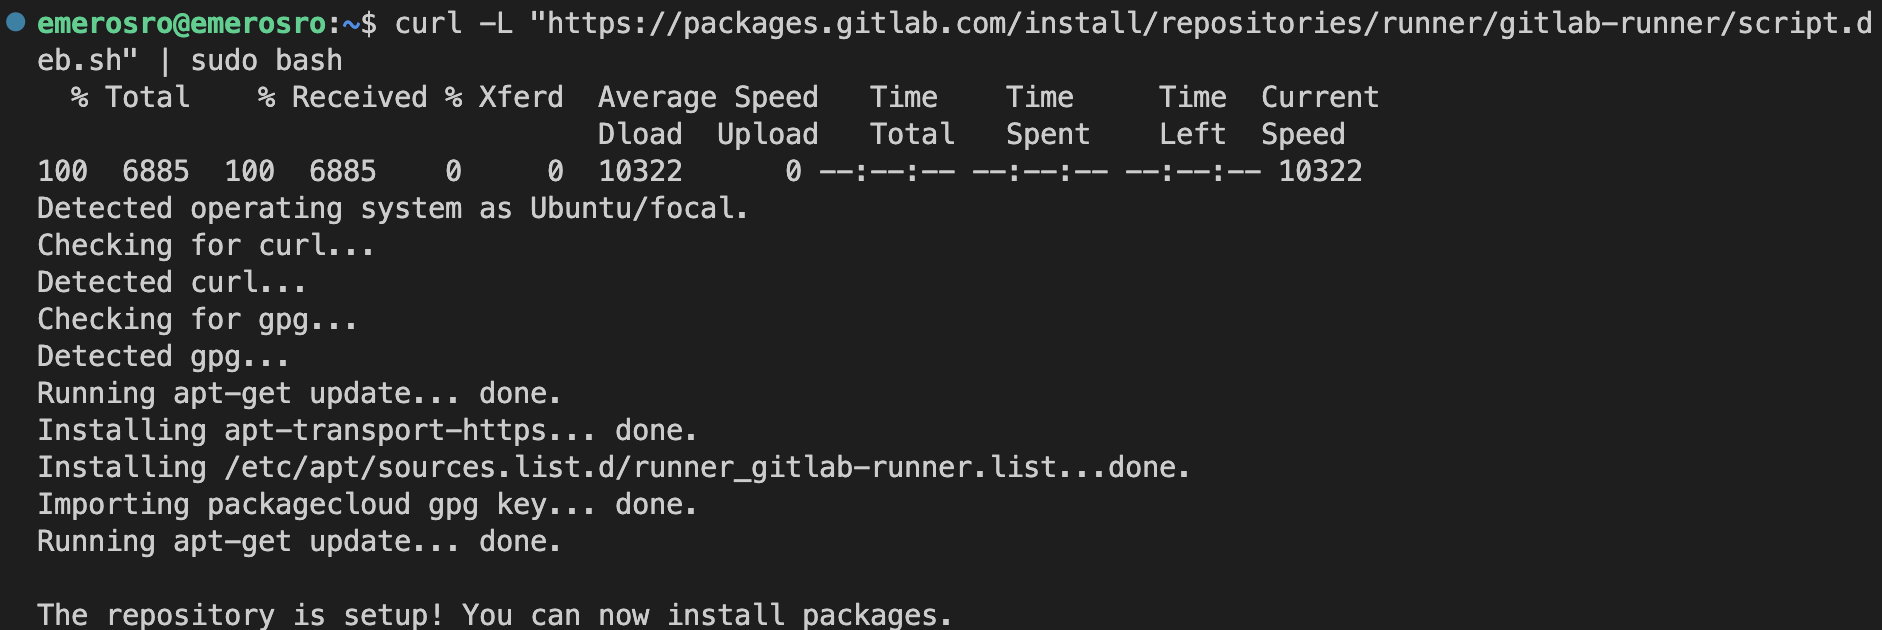 emerosro@emerosro:~$ curl -L "https://packages.gitlab.com/install/repositories/runner/gitlab-runner/script.d
eb.sh" | sudo bash
  % Total    % Received % Xferd  Average Speed   Time    Time     Time  Current
                                 Dload  Upload   Total   Spent    Left  Speed
100  6885  100  6885    0     0  10322      0 --:--:-- --:--:-- --:--:-- 10322
Detected operating system as Ubuntu/focal.
Checking for curl...
Detected curl...
Checking for gpg...
Detected gpg...
Running apt-get update... done.
Installing apt-transport-https... done.
Installing /etc/apt/sources.list.d/runner_gitlab-runner.list...done.
Importing packagecloud gpg key... done.
Running apt-get update... done.

The repository is setup! You can now install packages.